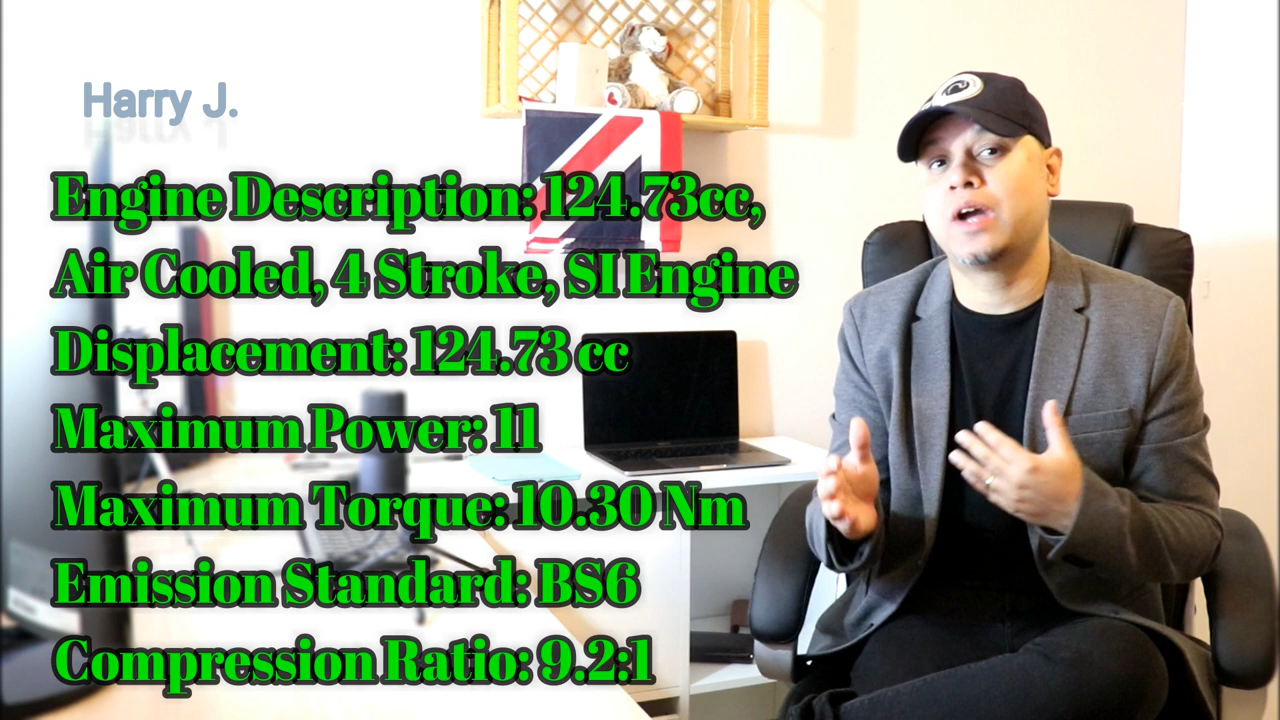 Harry J.
Engine Description: 124.73cc,
Air Cooled, 4 Stroke, SI Engine
Displacement: 124.73 cc
Maximum Power: 11
Maximum Torque: 10.30 Nm
Emission Standard: BS6
Compression Ratio: 9.2:1